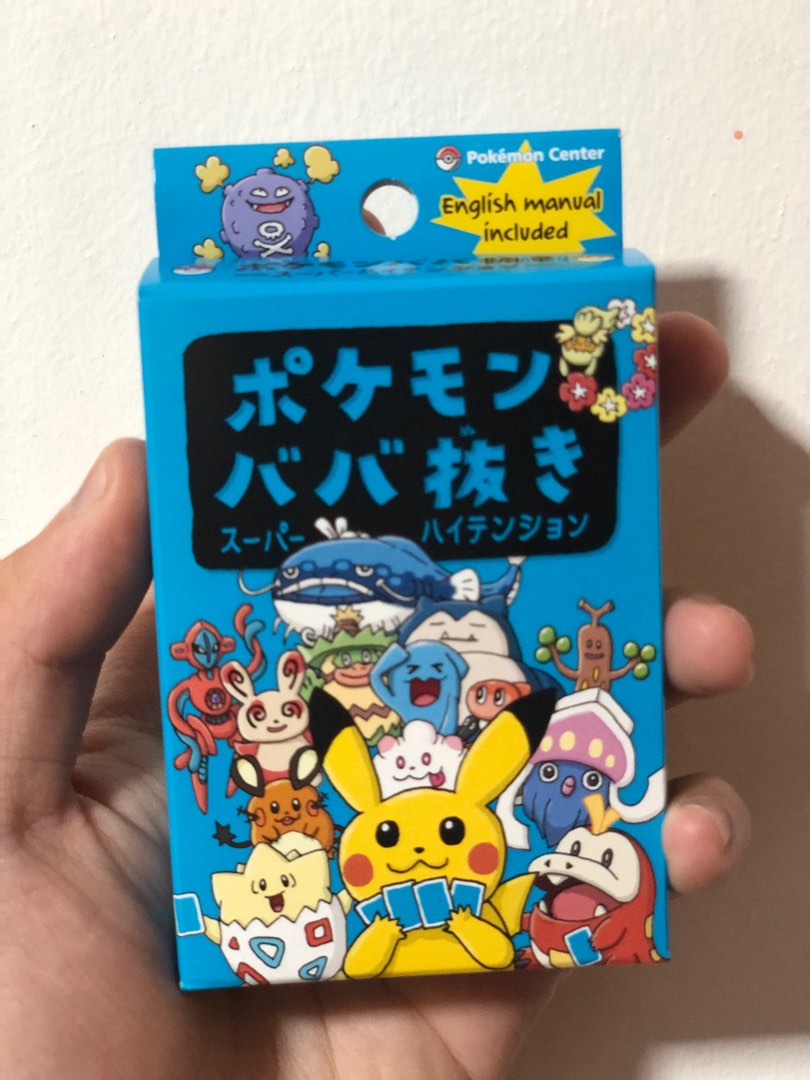 Pokémon Center
English manual
included
ポケモン
ババ抜き
ぬ
スーパー ハイテンション